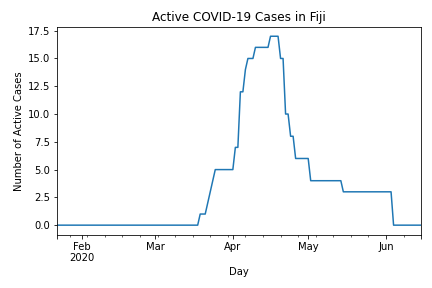 Active COVID-19 Cases in Fiji
17.5
15.0
12.5
10.0
7.5
5.0
2.5
0.0
Number of Active Cases
Feb Mar Apr May Jun
2020
Day